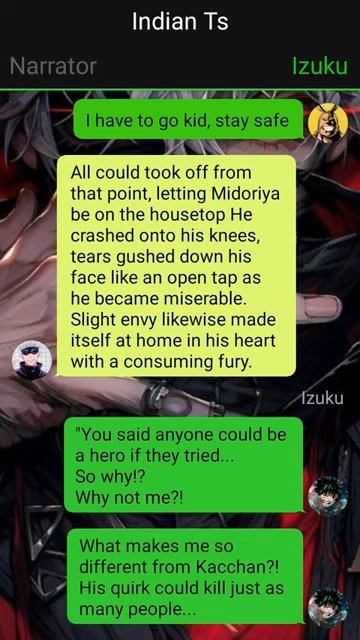 Indian Ts
Narrator
Izuku
I have to go kid, stay safe
All could took off from
that point, letting Midoriya
be on the housetop He
crashed onto his knees,
tears gushed down his
face like an open tap as
he became miserable.
Slight envy likewise made
itself at home in his heart
with a consuming fury.
Izuku
"You said anyone could be
a hero if they tried...
So why!?
Why not me?!
What makes me so
different from Kacchan?!
His quirk could kill just as
many people...